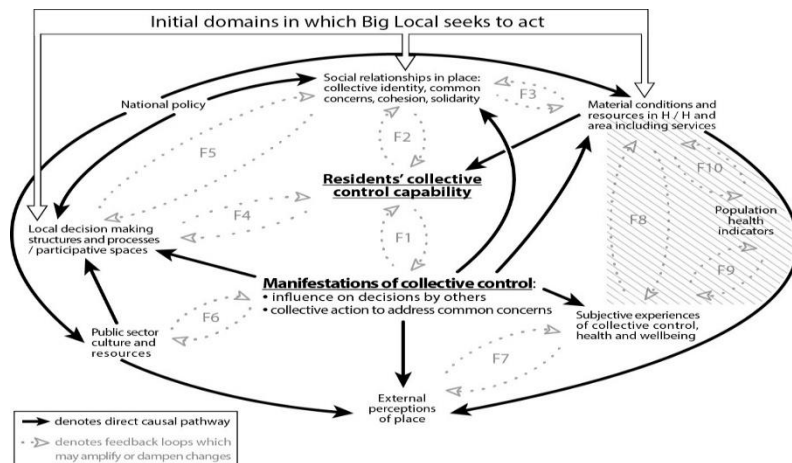 Initial domains in which Big Local seeks to act
Social relationships in place:
collective identity, common
concerns, cohesion, solidarity
National policy
F3
Material conditions and
resources in H / H and
area including services
F2
F5
Residents' collective
control capability
F10
F4
F8
Population
health
indicators
Local decision making
structures and processes
/ participative spaces
F1
F9
Manifestations of collective control:
• influence on decisions by others
• collective action to address common concerns
F6
Public sector
culture and
resources
Subjective experiences
of collective control,
health and wellbeing
F7
External
perceptions
of place
denotes direct causal pathway
denotes feedback loops which
may amplify or dampen changes